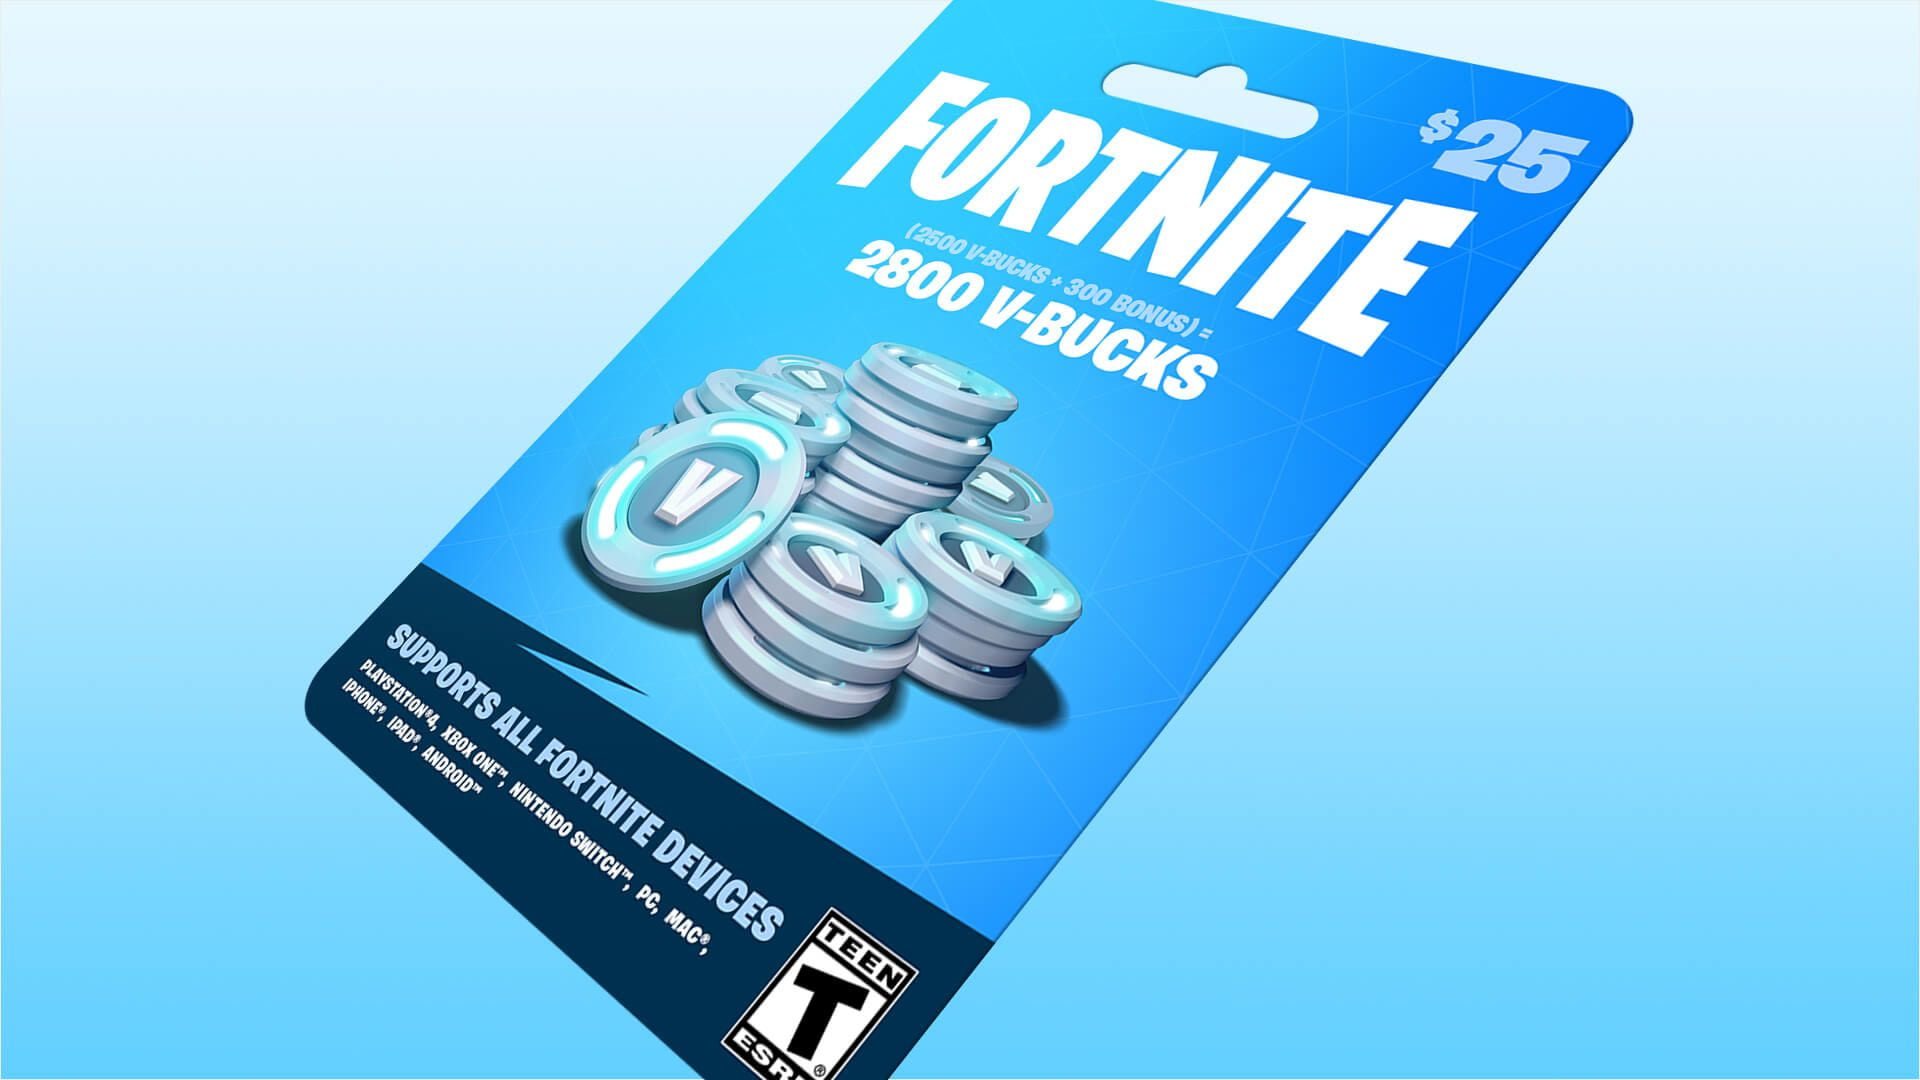 $25
FORTNITE
(2500 V-BUCKS + 300 BONUS) =
2800 V-BUCKS
V
V
V
V
SUPPORTS ALL FORTNITE DEVICES
PLAYSTATION®4, XBOX ONE™, NINTENDO SWITCH™, PC, MAC®,
IPHONE®, IPAD®, ANDROID™
TEEN
T
®
ESRB